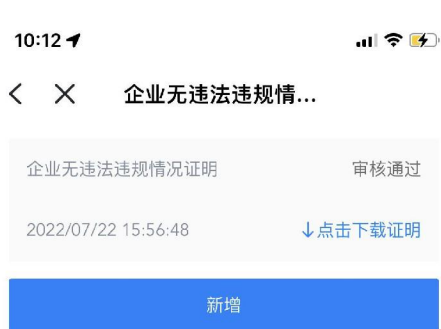 10:12
企业无违法违规情...
企业无违法违规情况证明 审核通过
2022/07/22 15:56:48 ↓点击下载证明
新增